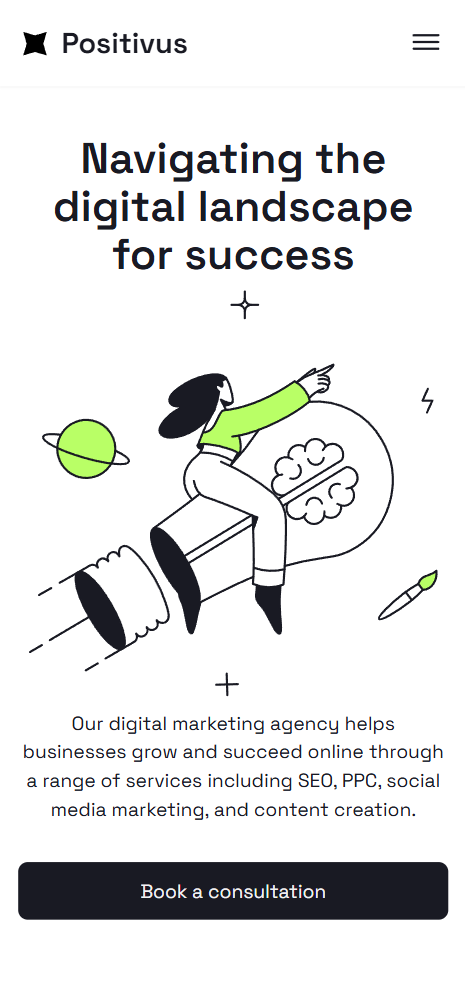 Positivus
Navigating the
digital landscape
for success
Our digital marketing agency helps
businesses grow and succeed online through
a range of services including SEO, PPC, social
media marketing, and content creation.
Book a consultation